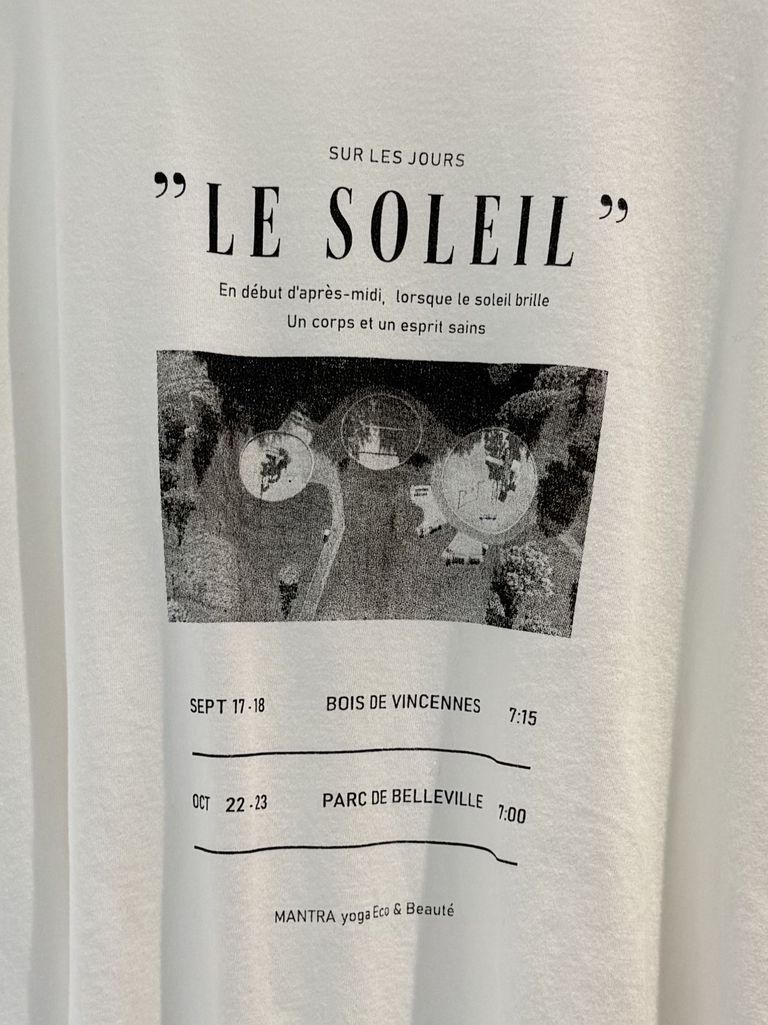 SUR LES JOURS
”LE SOLEIL”
En début d'après-midi, lorsque le soleil brille
Un corps et un esprit sains
SEPT 17-18 BOIS DE VINCENNES 7:15
OCT 22-23 PARC DE BELLEVILLE 7:00
MANTRA yoga Eco & Beauté